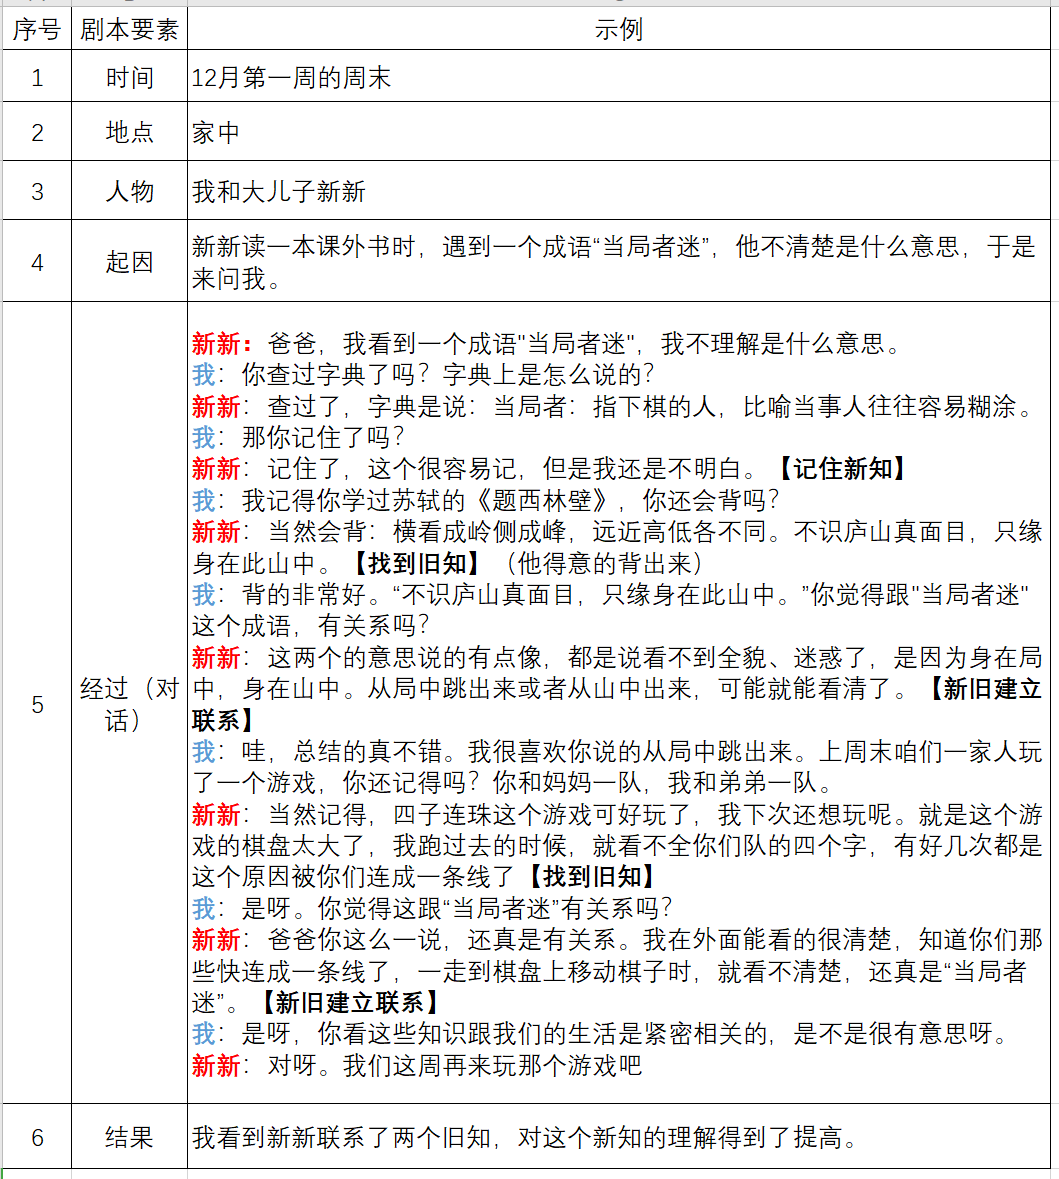 序号 剧本要素 示例
1 时间 12月第一周的周末
2 地点 家中
3 人物 我和大儿子新新
4 起因 新新读一本课外书时，遇到一个成语“当局者迷”，他不清楚是什么意思，于是
来问我。
5 经过（对话）
新新：爸爸，我看到一个成语"当局者迷"，我不理解是什么意思。
我：你查过字典了吗？字典上是怎么说的？
新新：查过了，字典是说：当局者：指下棋的人，比喻当事人往往容易糊涂。
我：那你记住了吗？
新新：记住了，这个很容易记，但是我还是不明白。【记住新知】
我：我记得你学过苏轼的《题西林壁》，你还会背吗？
新新：当然会背：横看成岭侧成峰，远近高低各不同。不识庐山真面目，只缘
身在此山中。【找到旧知】（他得意的背出来）
我：背的非常好。“不识庐山真面目，只缘身在此山中。”你觉得跟"当局者迷"
这个成语，有关系吗？
新新：这两个的意思说的有点像，都是说看不到全貌、迷惑了，是因为身在局
中，身在山中。从局中跳出来或者从山中出来，可能就能看清了。【新旧建立
联系】
我：哇，总结的真不错。我很喜欢你说的从局中跳出来。上周末咱们一家人玩
了一个游戏，你还记得吗？你和妈妈一队，我和弟弟一队。
新新：当然记得，四子连珠这个游戏可好玩了，我下次还想玩呢。就是这个游
戏的棋盘太大了，我跑过去的时候，就看不全你们队的四个字，有好几次都是
这个原因被你们连成一条线了【找到旧知】
我：是呀。你觉得这跟“当局者迷”有关系吗？
新新：爸爸你这么一说，还真是有关系。我在外面能看的很清楚，知道你们那
些快连成一条线了，一走到棋盘上移动棋子时，就看不清楚，还真是“当局者
迷”。【新旧建立联系】
我：是呀，你看这些知识跟我们的生活是紧密相关的，是不是很有意思呀。
新新：对呀。我们这周再来玩那个游戏吧
6 结果 我看到新新联系了两个旧知，对这个新知的理解得到了提高。